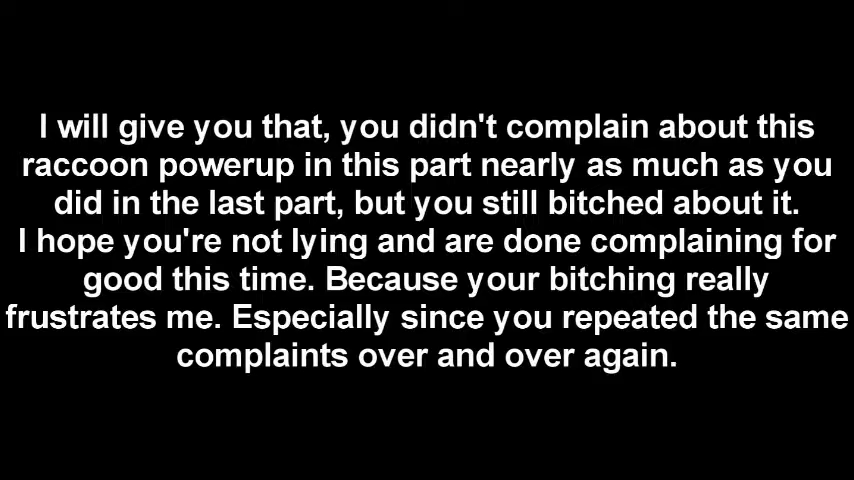 I will give you that, you didn't complain about this
raccoon powerup in this part nearly as much as you
did in the last part, but you still bitched about it.
I hope you're not lying and are done complaining for
good this time. Because your bitching really
frustrates me. Especially since you repeated the same
complaints over and over again.